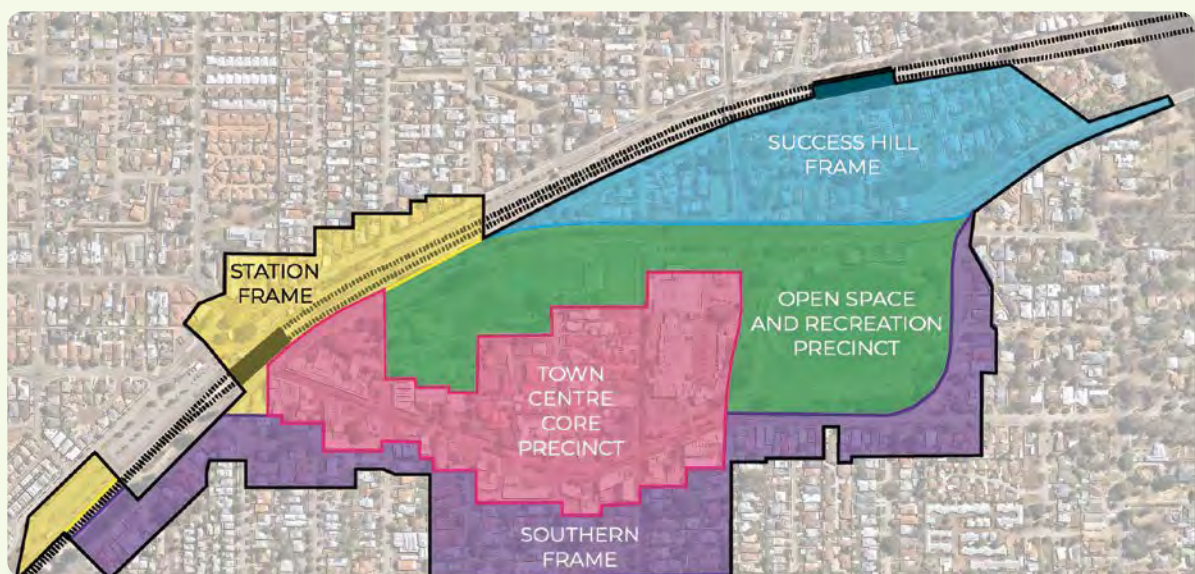 SUCCESS HILL
FRAME
STATION
FRAME
OPEN SPACE
AND RECREATION
PRECINCT
TOWN
CENTRE
CORE
PRECINCT
SOUTHERN
FRAME